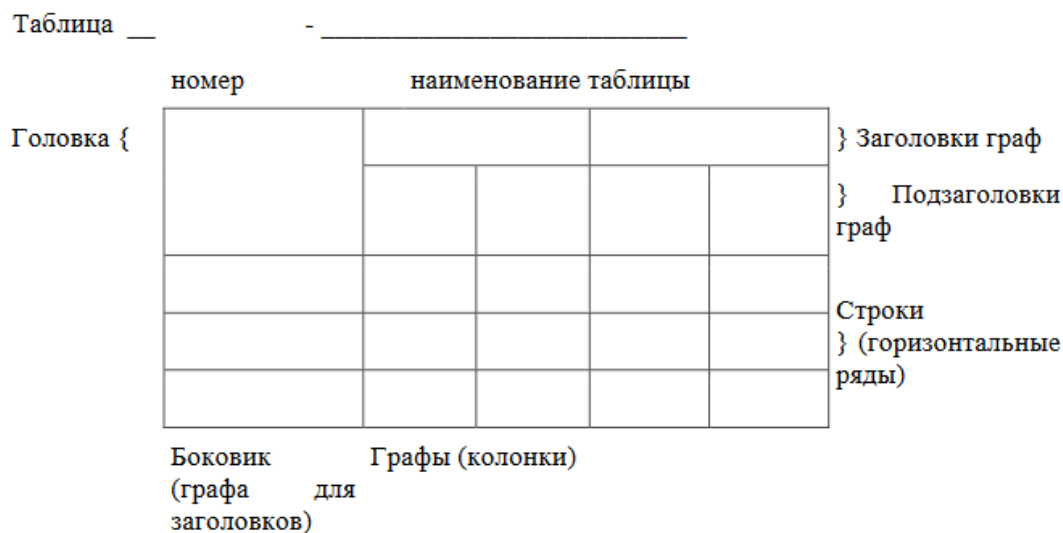 Таблица __ - __________________________
номер наименование таблицы
Головка {
} Заголовки граф
} Подзаголовки
граф
Строки
} (горизонтальные
ряды)
Боковик Графы (колонки)
(графа для
заголовков)